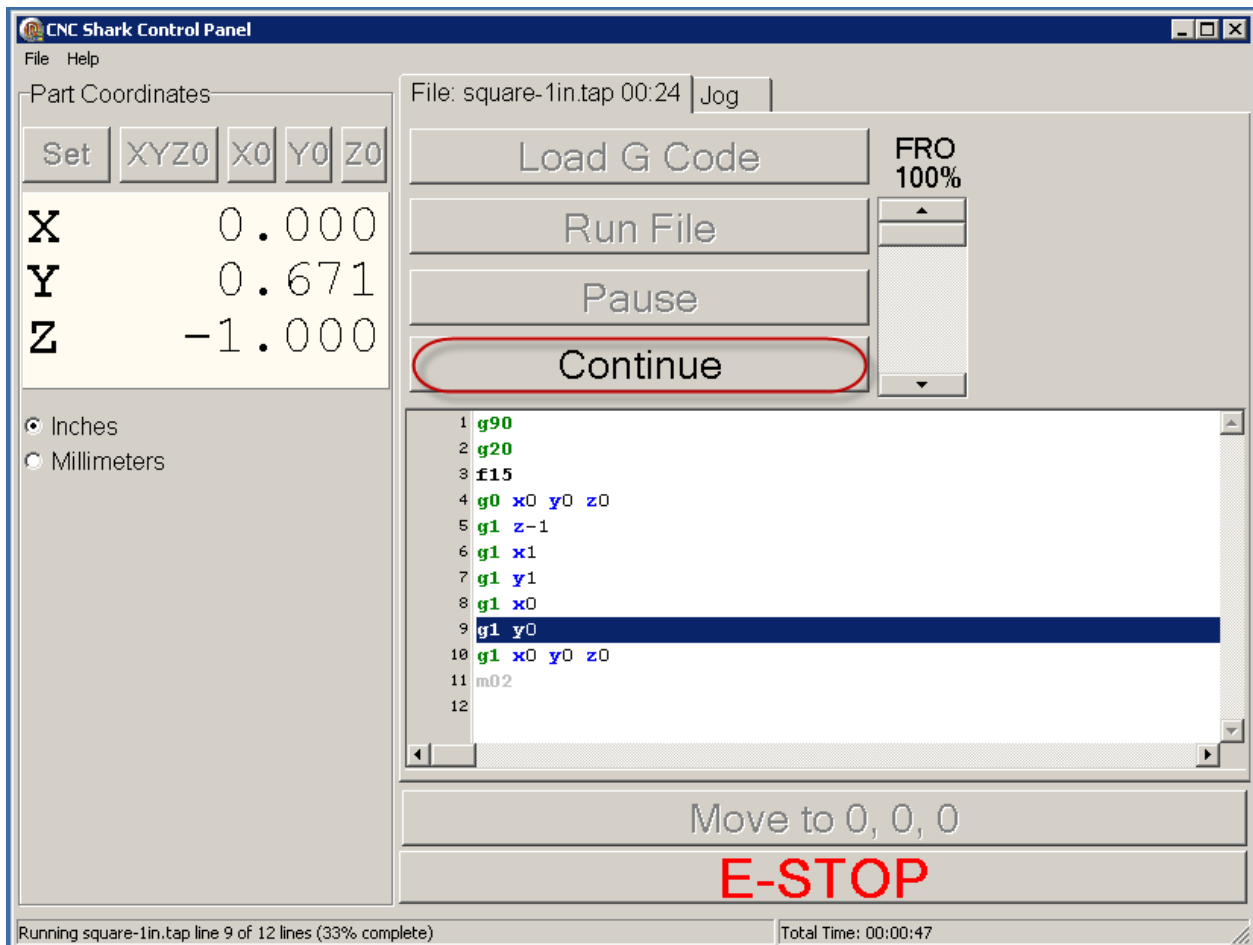 CNC Shark Control Panel
File Help
Part Coordinates
Set XYZ0 X0 Y0 Z0
X 0.000
Y 0.671
Z -1.000
Inches
Millimeters
File: square-1in.tap 00:24 Jog
Load G Code
Run File
Pause
Continue
FRO
100%
1 g90
2 g20
3 f15
4 g0 x0 y0 z0
5 g1 z-1
6 g1 x1
7 g1 y1
8 g1 x0
9 g1 y0
10 g1 x0 y0 z0
11 m02
12
Move to 0, 0, 0
E-STOP
Running square-1in.tap line 9 of 12 lines (33% complete) Total Time: 00:00:47